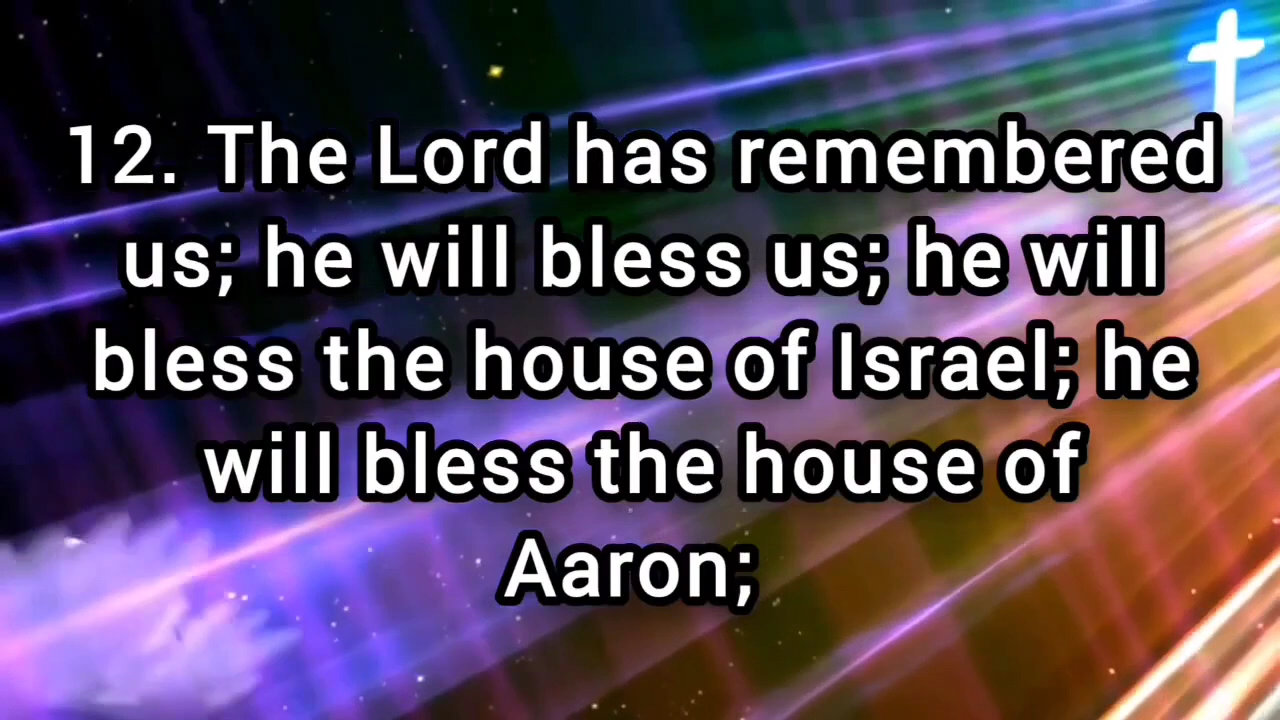 12. The Lord has remembered
us; he will bless us; he will
bless the house of Israel; he
will bless the house of
Aaron;